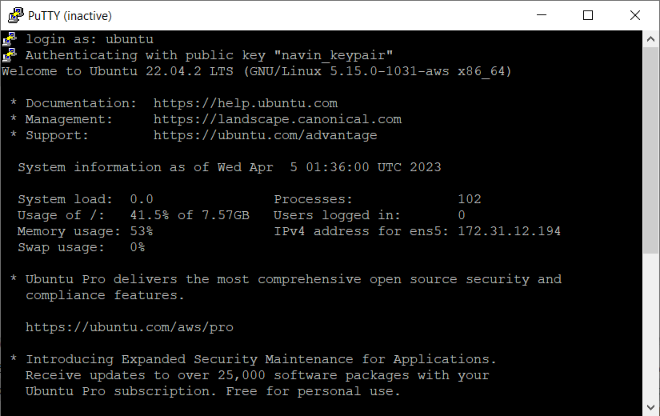 PuTTY (inactive)
login as: ubuntu
Authenticating with public key "navin_keypair"
Welcome to Ubuntu 22.04.2 LTS (GNU/Linux 5.15.0-1031-aws x86_64)
* Documentation:  https://help.ubuntu.com
* Management:     https://landscape.canonical.com
* Support:        https://ubuntu.com/advantage
System information as of Wed Apr  5 01:36:00 UTC 2023
System load:  0.0               Processes:             102
Usage of /:   41.5% of 7.57GB   Users logged in:       0
Memory usage: 53%               IPv4 address for ens5: 172.31.12.194
Swap usage:   0%
* Ubuntu Pro delivers the most comprehensive open source security and
compliance features.
https://ubuntu.com/aws/pro
* Introducing Expanded Security Maintenance for Applications.
Receive updates to over 25,000 software packages with your
Ubuntu Pro subscription. Free for personal use.